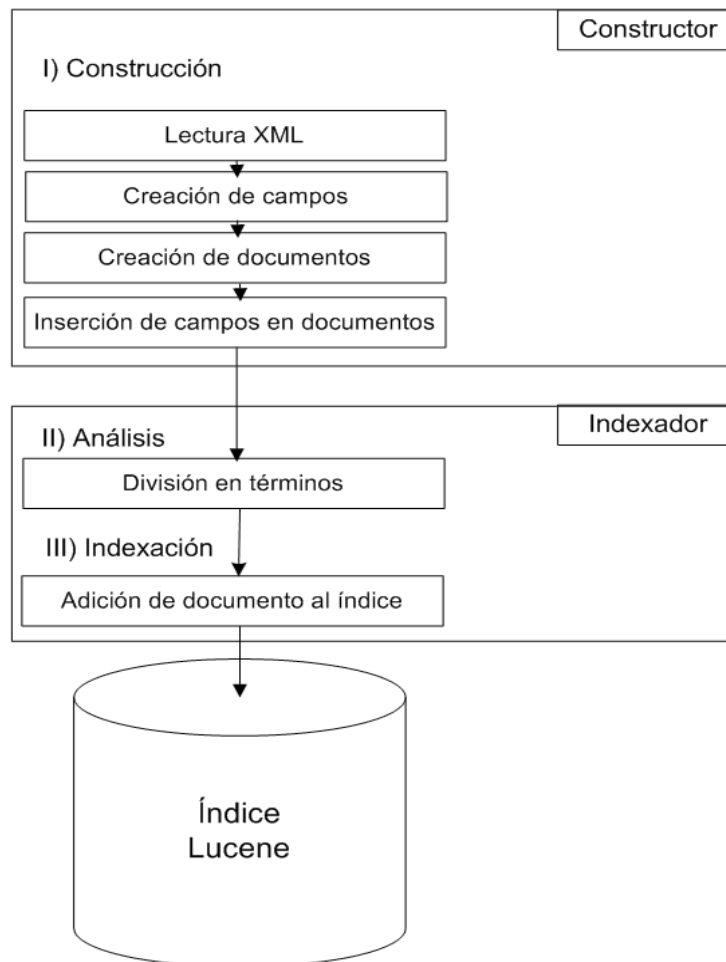 Constructor
I) Construcción
Lectura XML
Creación de campos
Creación de documentos
Inserción de campos en documentos
Indexador
II) Análisis
División en términos
III) Indexación
Adición de documento al índice
Índice
Lucene